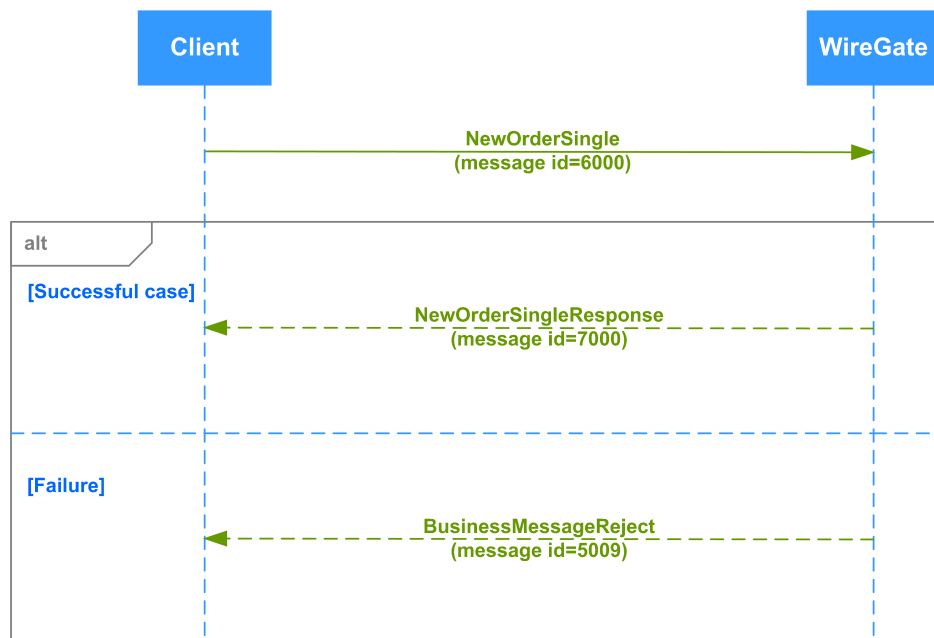 Client
WireGate
NewOrderSingle
(message id=6000)
alt
[Successful case]
NewOrderSingleResponse
(message id=7000)
[Failure]
BusinessMessageReject
(message id=5009)